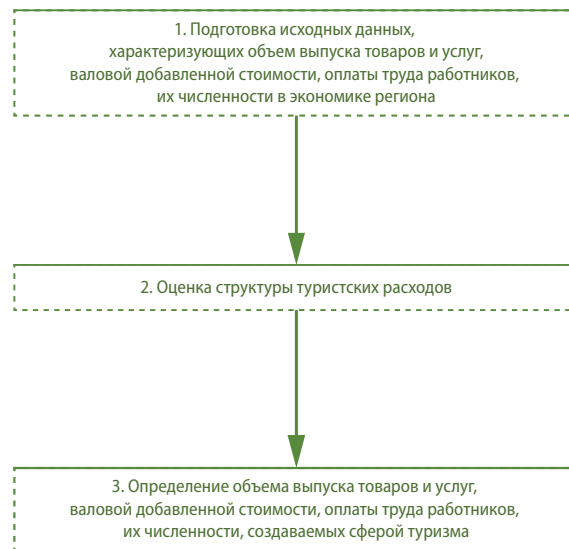 1. Подготовка исходных данных,
характеризующих объем выпуска товаров и услуг,
валовой добавленной стоимости, оплаты труда работников,
их численности в экономике региона
2. Оценка структуры туристских расходов
3. Определение объема выпуска товаров и услуг,
валовой добавленной стоимости, оплаты труда работников,
их численности, создаваемых сферой туризма